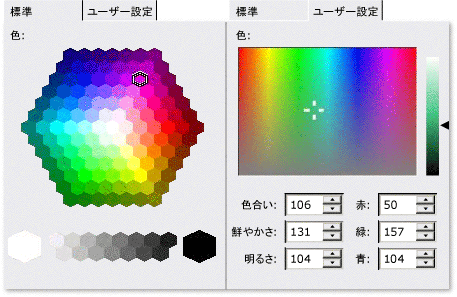 標準 ユーザー設定
色:
標準 ユーザー設定
色:
色合い: 106 赤: 50
鮮やかさ: 131 緑: 157
明るさ: 104 青: 104